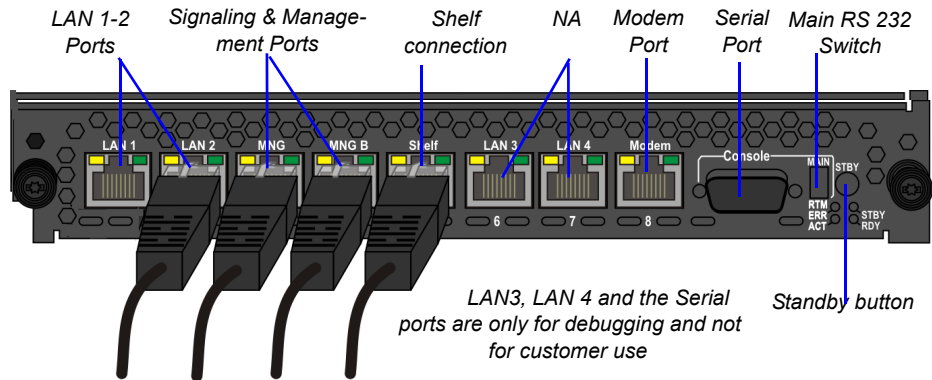 LAN 1-2
Ports
Signaling & Manage-
ment Ports
Shelf
connection
NA
Modem
Port
Serial
Port
Main RS 232
Switch
LAN 1
LAN 2
MNG
MNG B
Shelf
LAN 3
LAN 4
Modem
Console
MAIN
STBY
6
7
8
RTM
ERR
ACT
STBY
RDY
LAN3, LAN 4 and the Serial
ports are only for debugging and not
for customer use
Standby button